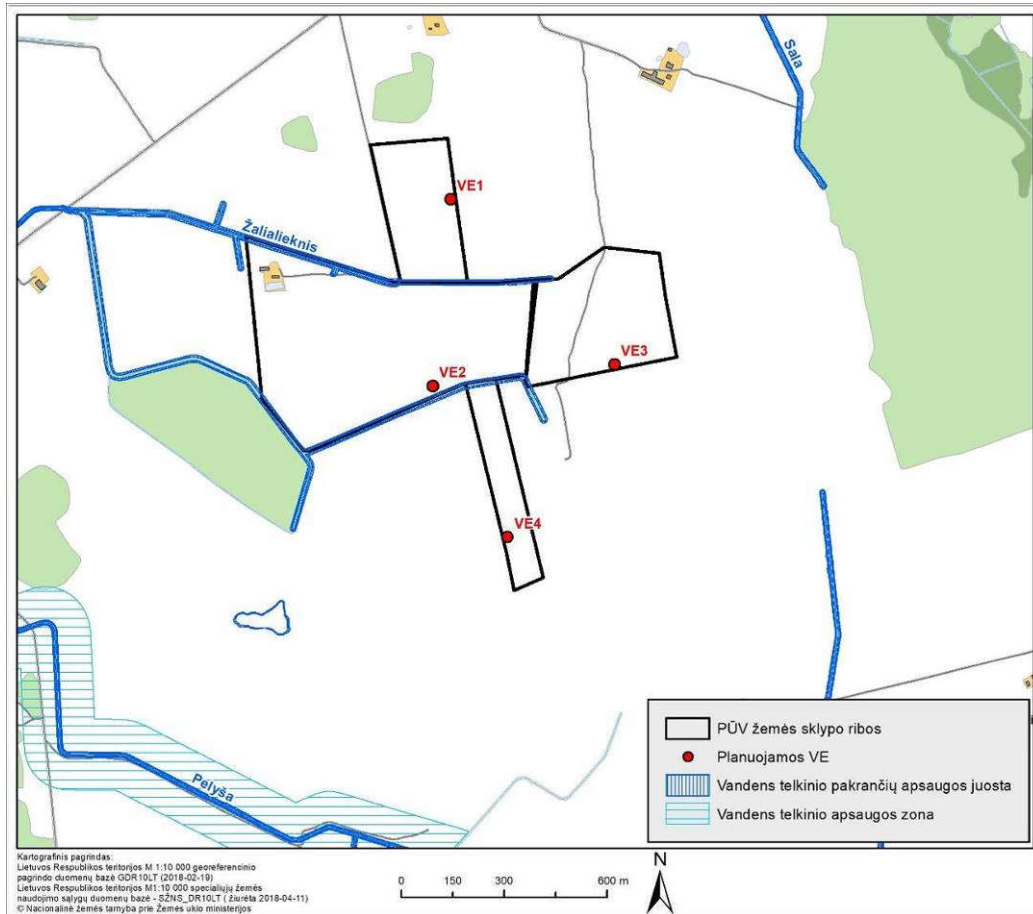 Sala
VE1
Žalialieknis
VE3
VE2
VE4
Pelyša
PŪV žemės sklypo ribos
Planuojamos VE
Vandens telkinio pakrančių apsaugos juosta
Vandens telkinio apsaugos zona
Kartografinis pagrindas:
Lietuvos Respublikos teritorijos M 1:10 000 georeferencinio
pagrindo duomenų bazė GDR10LT (2018-02-19)
Lietuvos Respublikos teritorijos M1:10 000 specialiųjų žemės
naudojimo sąlygų duomenų bazė - SŽNS_DR10LT ( žiūrėta 2018-04-11)
© Nacionalinė žemės tarnyba prie Žemės ūkio ministerijos
0 150 300 600 m
N